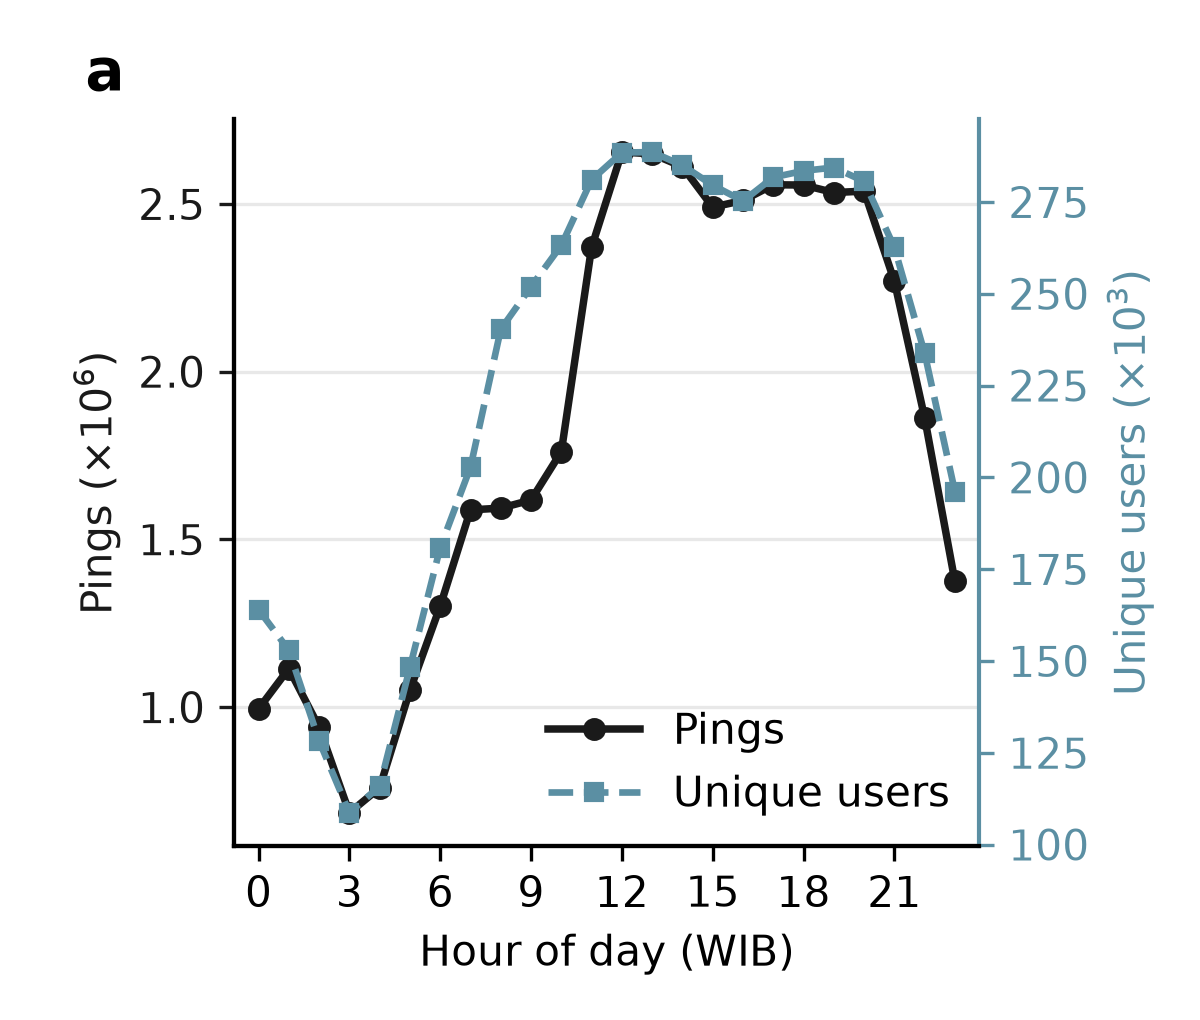 a
Pings (×10⁶)
2.5
2.0
1.5
1.0
275
250
225
200
175
150
125
100
Unique users (×10³)
Pings
Unique users
0 3 6 9 12 15 18 21
Hour of day (WIB)